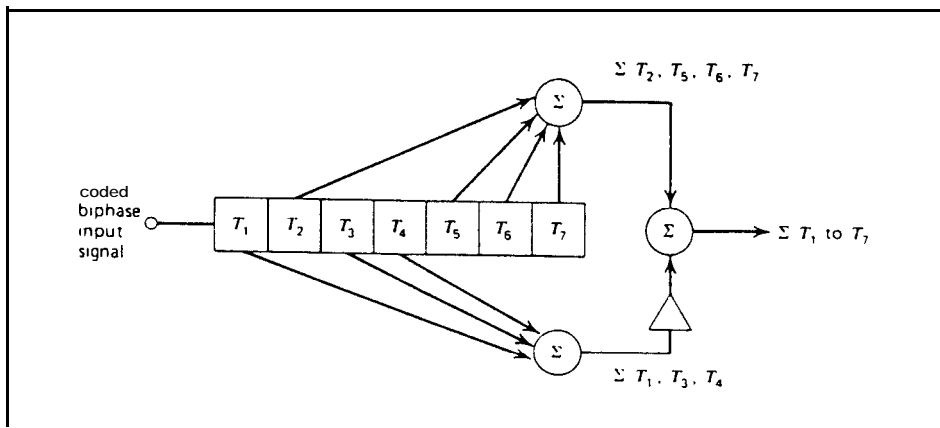 Σ T2, T5, T6, T7
Σ
coded
biphase
input
signal
T1 T2 T3 T4 T5 T6 T7
Σ
Σ T1 to T7
Σ
Σ T1, T3, T4